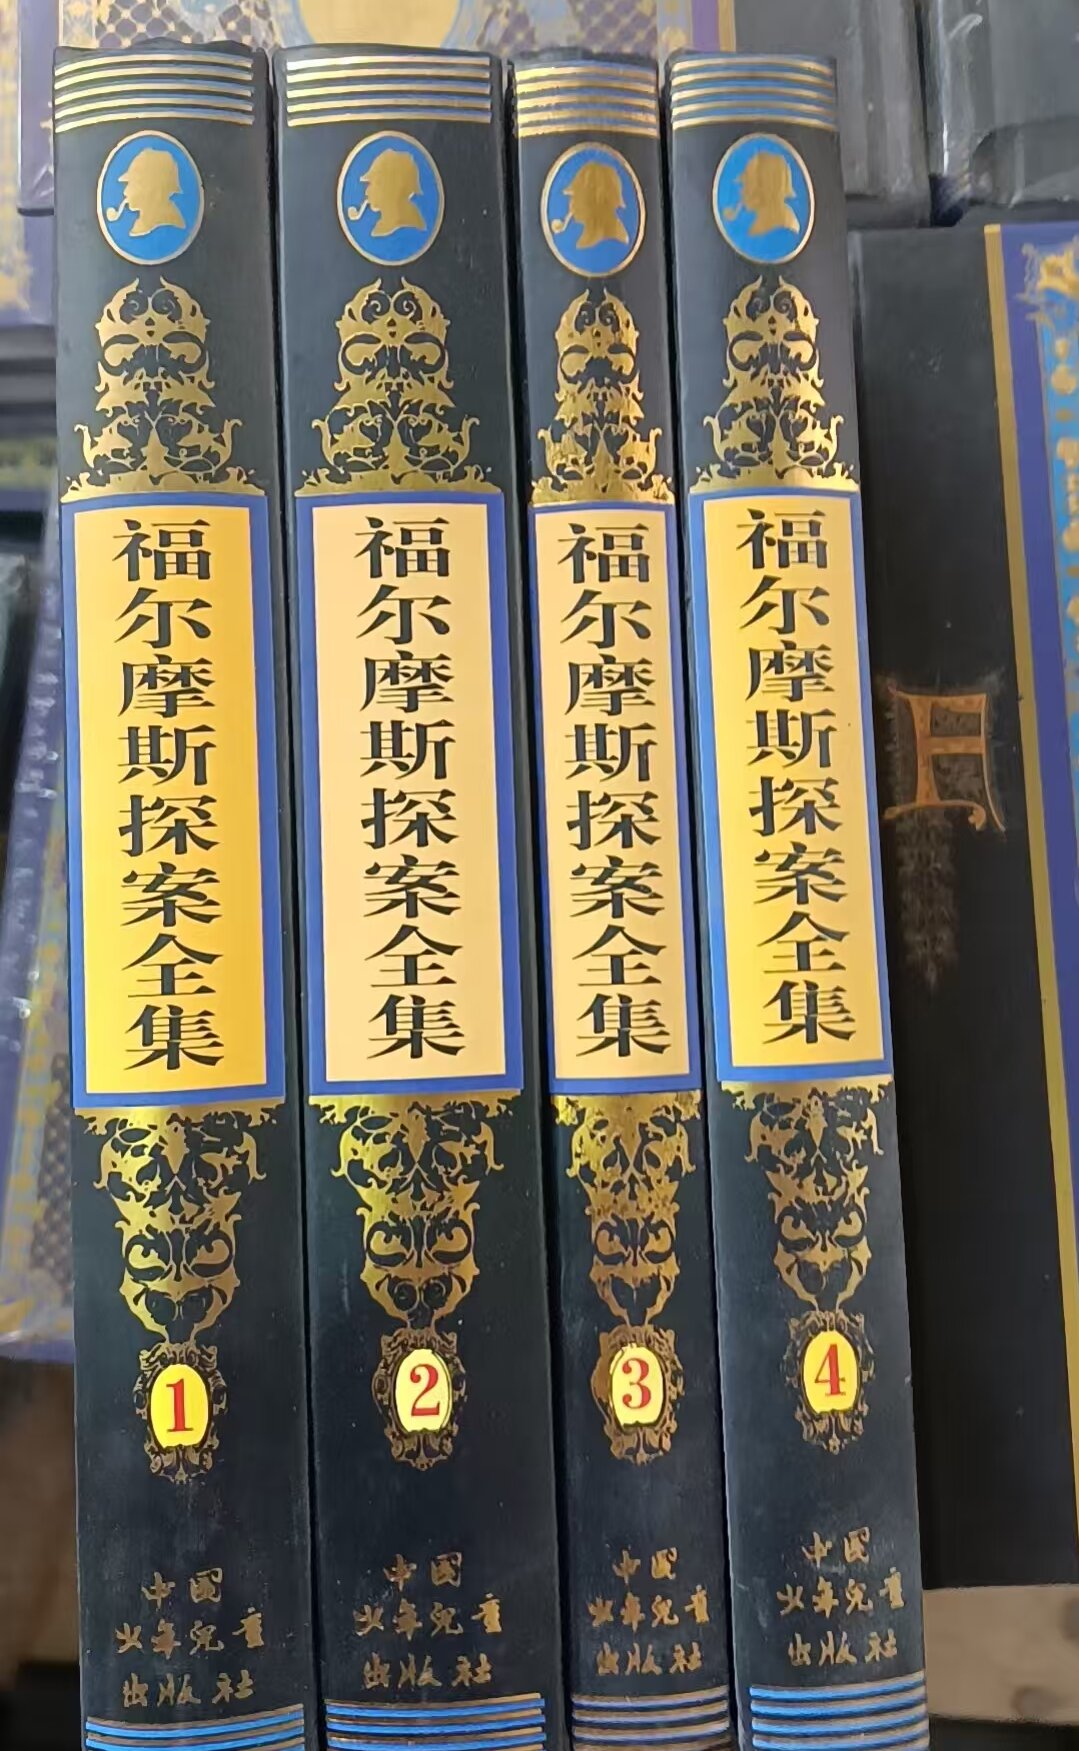 福尔摩斯探案全集
1
中國
少年兒童
出版社
福尔摩斯探案全集
2
中國
少年兒童
出版社
福尔摩斯探案全集
3
中國
少年兒童
出版社
福尔摩斯探案全集
4
中國
少年兒童
出版社